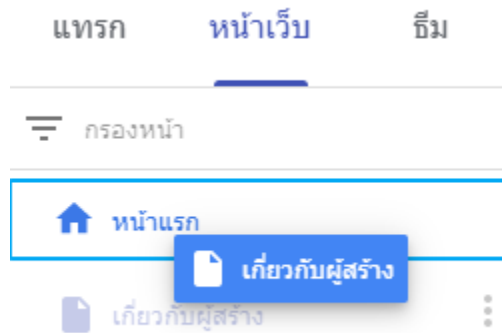 แทรก หน้าเว็บ ธีม
กรองหน้า
หน้าแรก
เกี่ยวกับผู้สร้าง
เกี่ยวกับผู้สร้าง